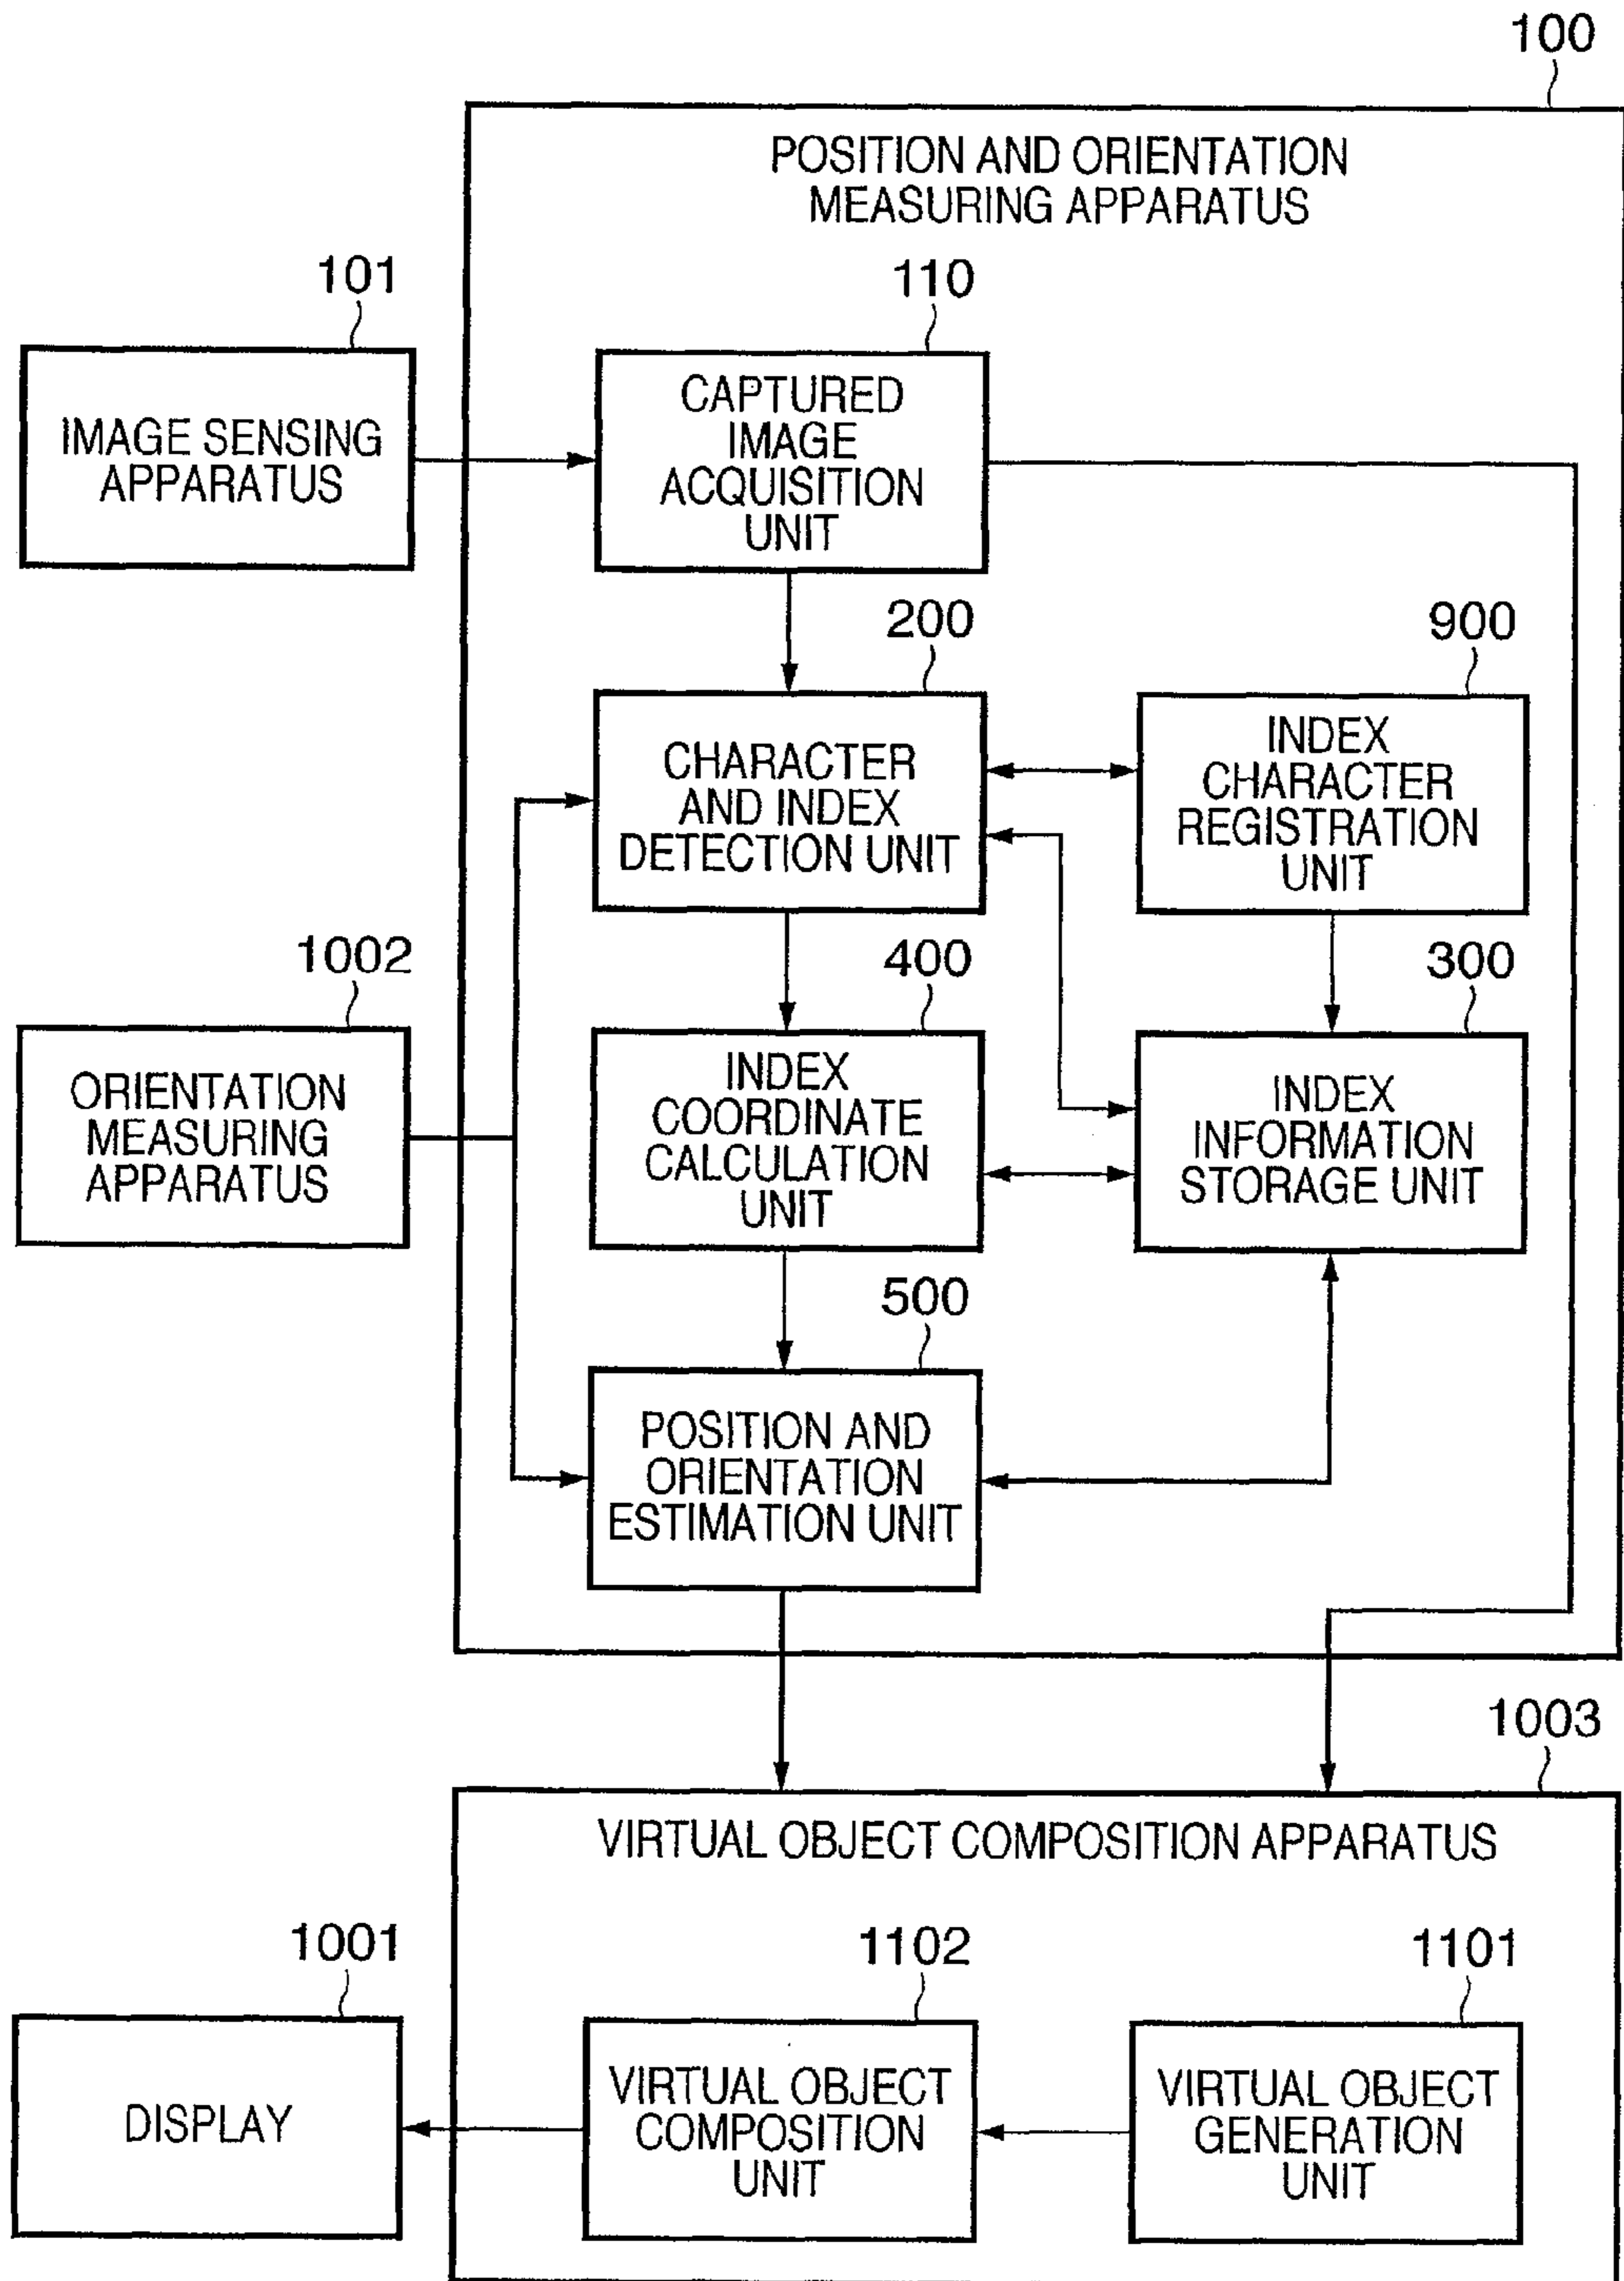 100
POSITION AND ORIENTATION
MEASURING APPARATUS
101
IMAGE SENSING
APPARATUS
110
CAPTURED
IMAGE
ACQUISITION
UNIT
200
CHARACTER
AND INDEX
DETECTION UNIT
900
INDEX
CHARACTER
REGISTRATION
UNIT
1002
ORIENTATION
MEASURING
APPARATUS
400
INDEX
COORDINATE
CALCULATION
UNIT
300
INDEX
INFORMATION
STORAGE UNIT
500
POSITION AND
ORIENTATION
ESTIMATION UNIT
1003
VIRTUAL OBJECT COMPOSITION APPARATUS
1001
DISPLAY
1102
VIRTUAL OBJECT
COMPOSITION
UNIT
1101
VIRTUAL OBJECT
GENERATION
UNIT